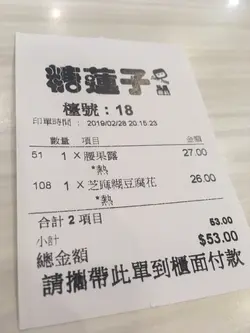 糖蓮子
檯號：18
印單時間： 2019/02/28 20:15:23
數量 項目 金額
51 1 X 腰果露 27.00
*熱
108 1 X 芝麻糊豆腐花 26.00
*熱
合計 2 項目 53.00
小計
總金額 $53.00
請攜帶此單到櫃面付款